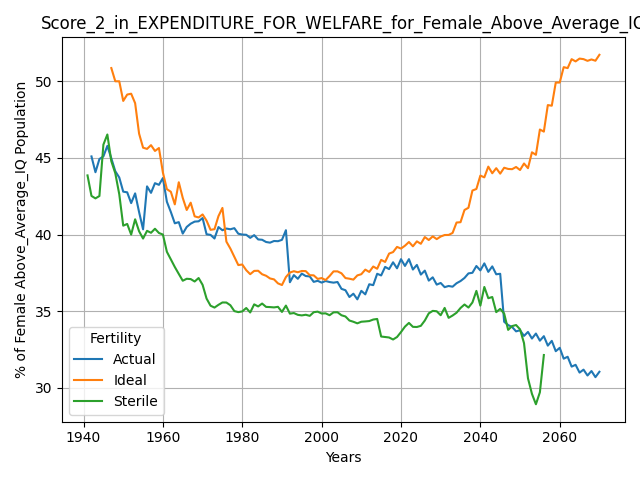 Score_2_in_EXPENDITURE_FOR_WELFARE_for_Female_Above_Average_IQ
% of Female Above_Average_IQ Population
50
45
40
35
30
Fertility
Actual
Ideal
Sterile
1940 1960 1980 2000 2020 2040 2060
Years